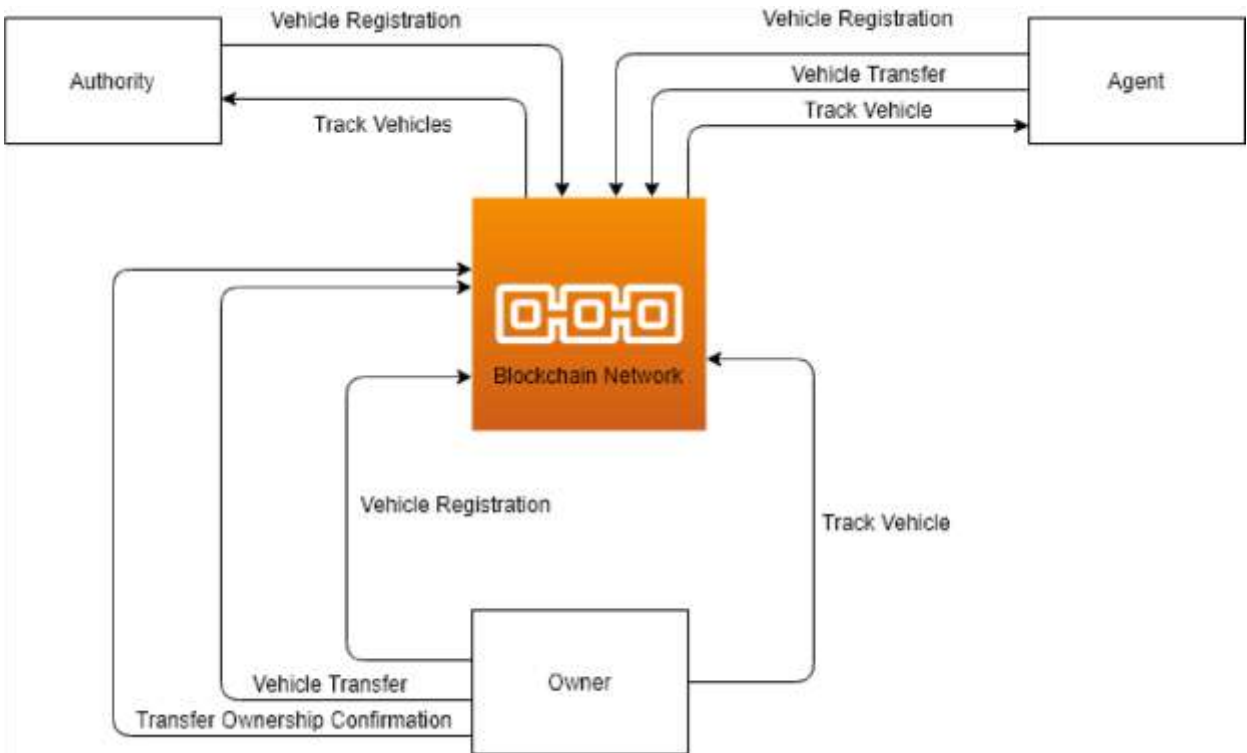 Vehicle Registration
Vehicle Registration
Authority
Vehicle Transfer
Agent
Track Vehicles
Track Vehicle
Blockchain Network
Vehicle Registration
Track Vehicle
Vehicle Transfer
Owner
Transfer Ownership Confirmation